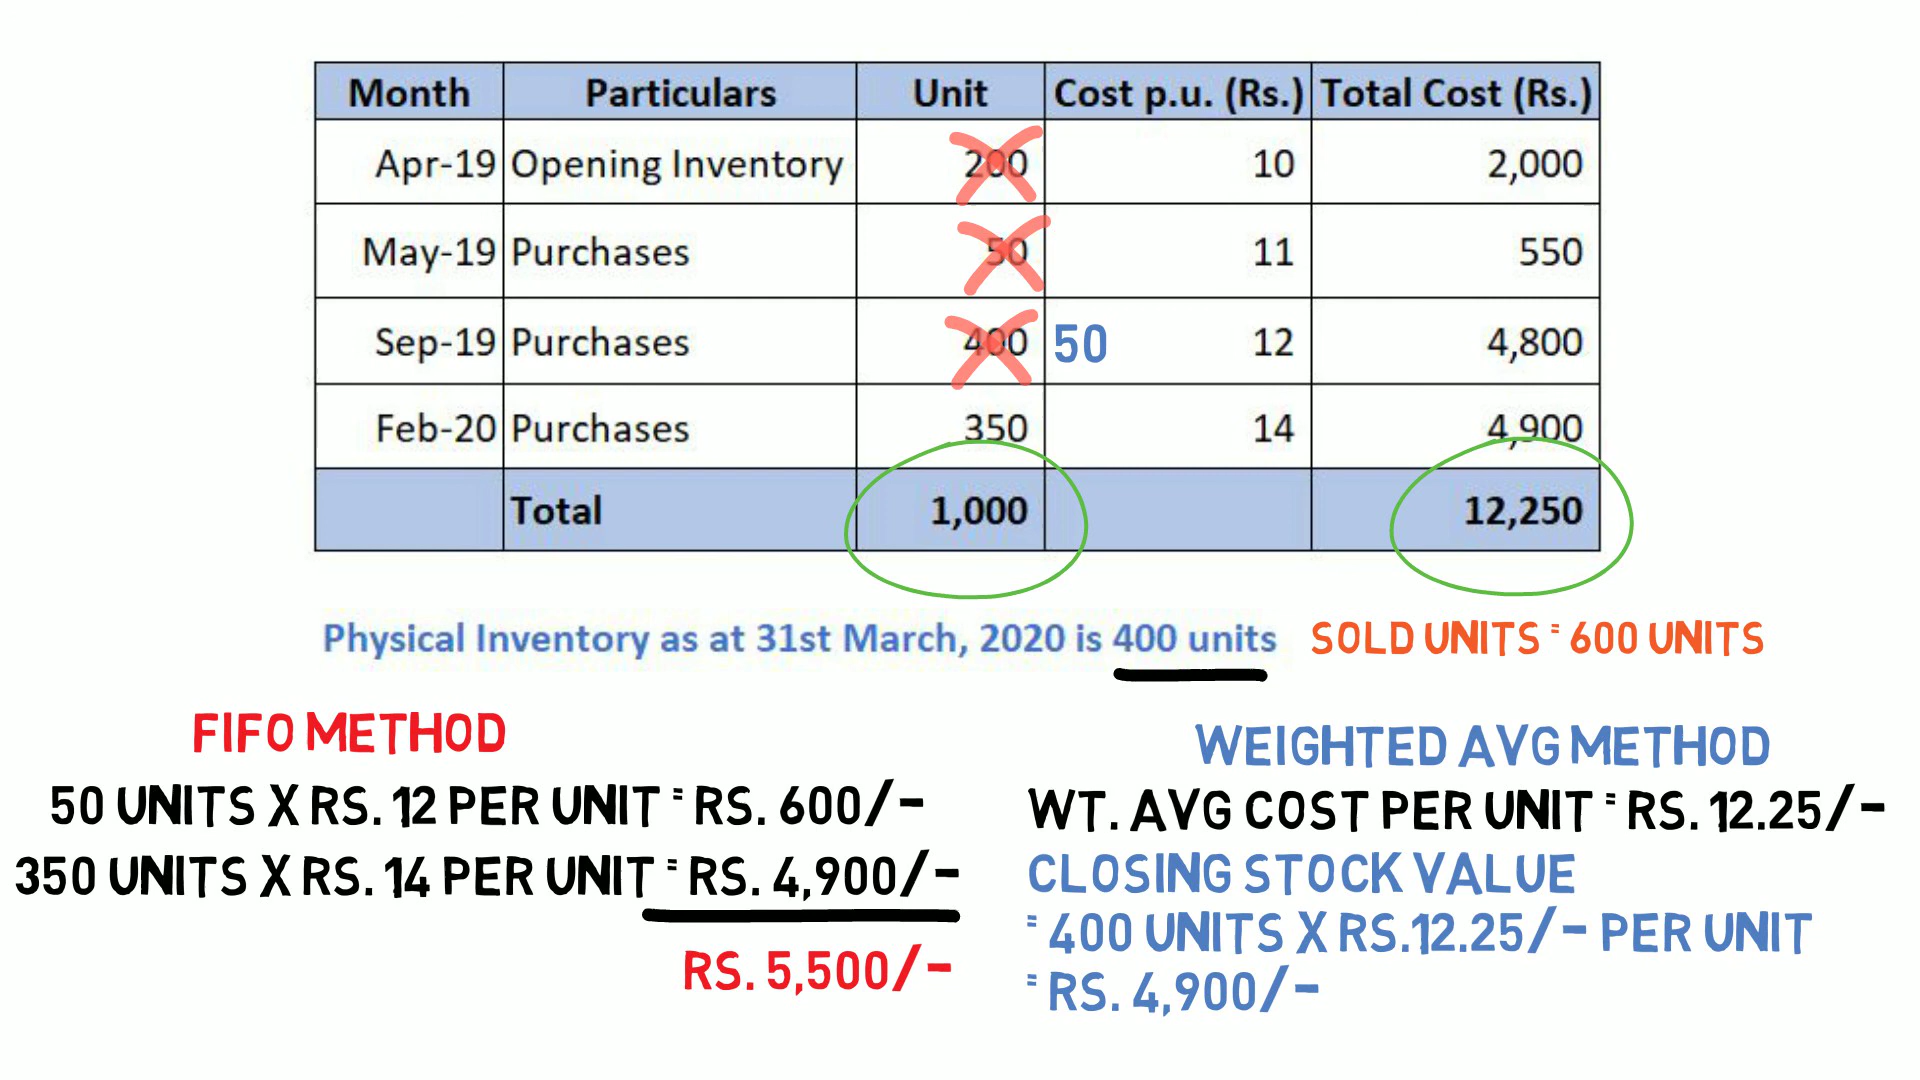 Month Particulars Unit Cost p.u. (Rs.) Total Cost (Rs.)
Apr-19 Opening Inventory 200 10 2,000
May-19 Purchases 50 11 550
Sep-19 Purchases 400 50 12 4,800
Feb-20 Purchases 350 14 4,900
Total 1,000 12,250
Physical Inventory as at 31st March, 2020 is 400 units SOLD UNITS = 600 UNITS
FIFO METHOD
50 UNITS X RS. 12 PER UNIT = RS. 600/-
350 UNITS X RS. 14 PER UNIT = RS. 4,900/-
RS. 5,500/-
WEIGHTED AVG METHOD
WT. AVG COST PER UNIT = RS. 12.25/-
CLOSING STOCK VALUE
= 400 UNITS X RS.12.25/- PER UNIT
= RS. 4,900/-